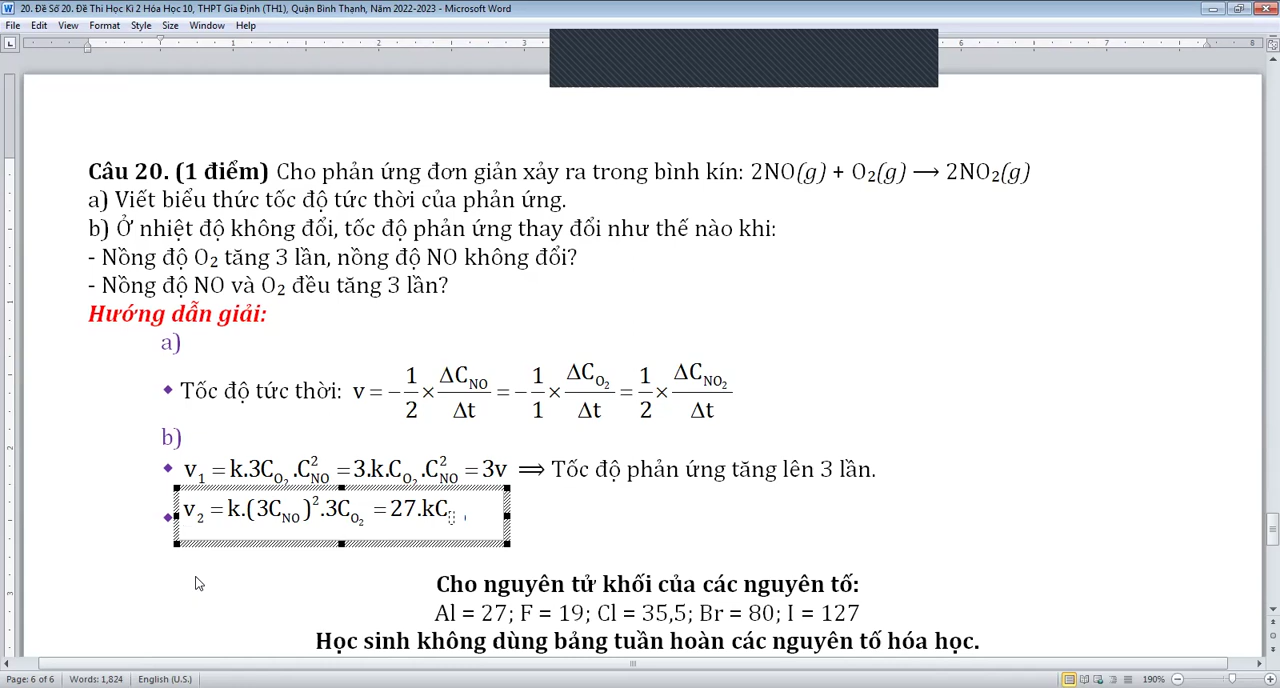 20. Đề Số 20. Đề Thi Học Kì 2 Hóa Học 10, THPT Gia Định (TH1), Quận Bình Thạnh, Năm 2022-2023 - Microsoft Word
File Edit View Format Style Size Window Help
1 2 3 6 7 8
Câu 20. (1 điểm) Cho phản ứng đơn giản xảy ra trong bình kín: 2NO(g) + O₂(g) ⟶ 2NO₂(g)
a) Viết biểu thức tốc độ tức thời của phản ứng.
b) Ở nhiệt độ không đổi, tốc độ phản ứng thay đổi như thế nào khi:
- Nồng độ O₂ tăng 3 lần, nồng độ NO không đổi?
- Nồng độ NO và O₂ đều tăng 3 lần?
Hướng dẫn giải:
a)
Tốc độ tức thời: v = −1/2 × ΔC_NO/Δt = −1/1 × ΔC_O₂/Δt = 1/2 × ΔC_NO₂/Δt
b)
v₁ = k.3C_O₂.C²_NO = 3.k.C_O₂.C²_NO = 3v ⟹ Tốc độ phản ứng tăng lên 3 lần.
v₂ = k.(3C_NO)².3C_O₂ = 27.kC
Cho nguyên tử khối của các nguyên tố:
Al = 27; F = 19; Cl = 35,5; Br = 80; I = 127
Học sinh không dùng bảng tuần hoàn các nguyên tố hóa học.
Page: 6 of 6 Words: 1,824 English (U.S.) 190%